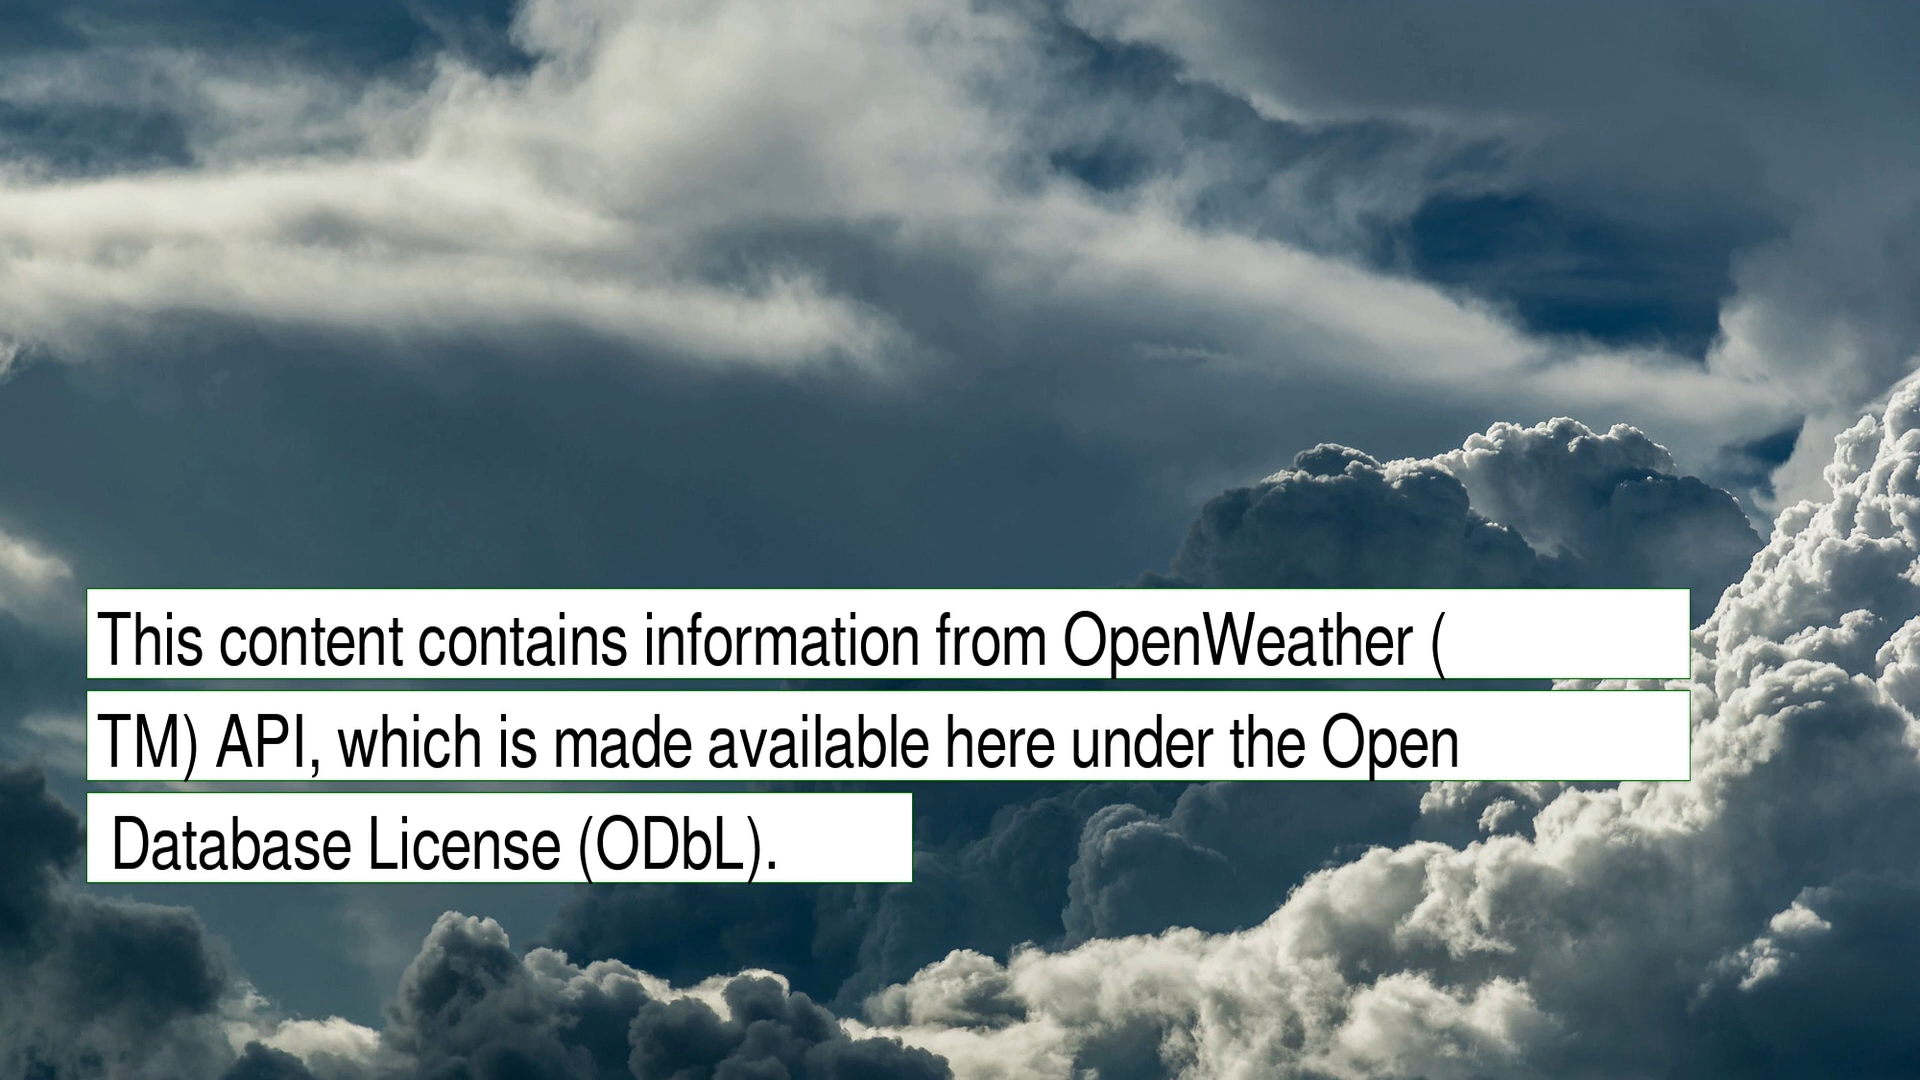 This content contains information from OpenWeather (
TM) API, which is made available here under the Open
Database License (ODbL).